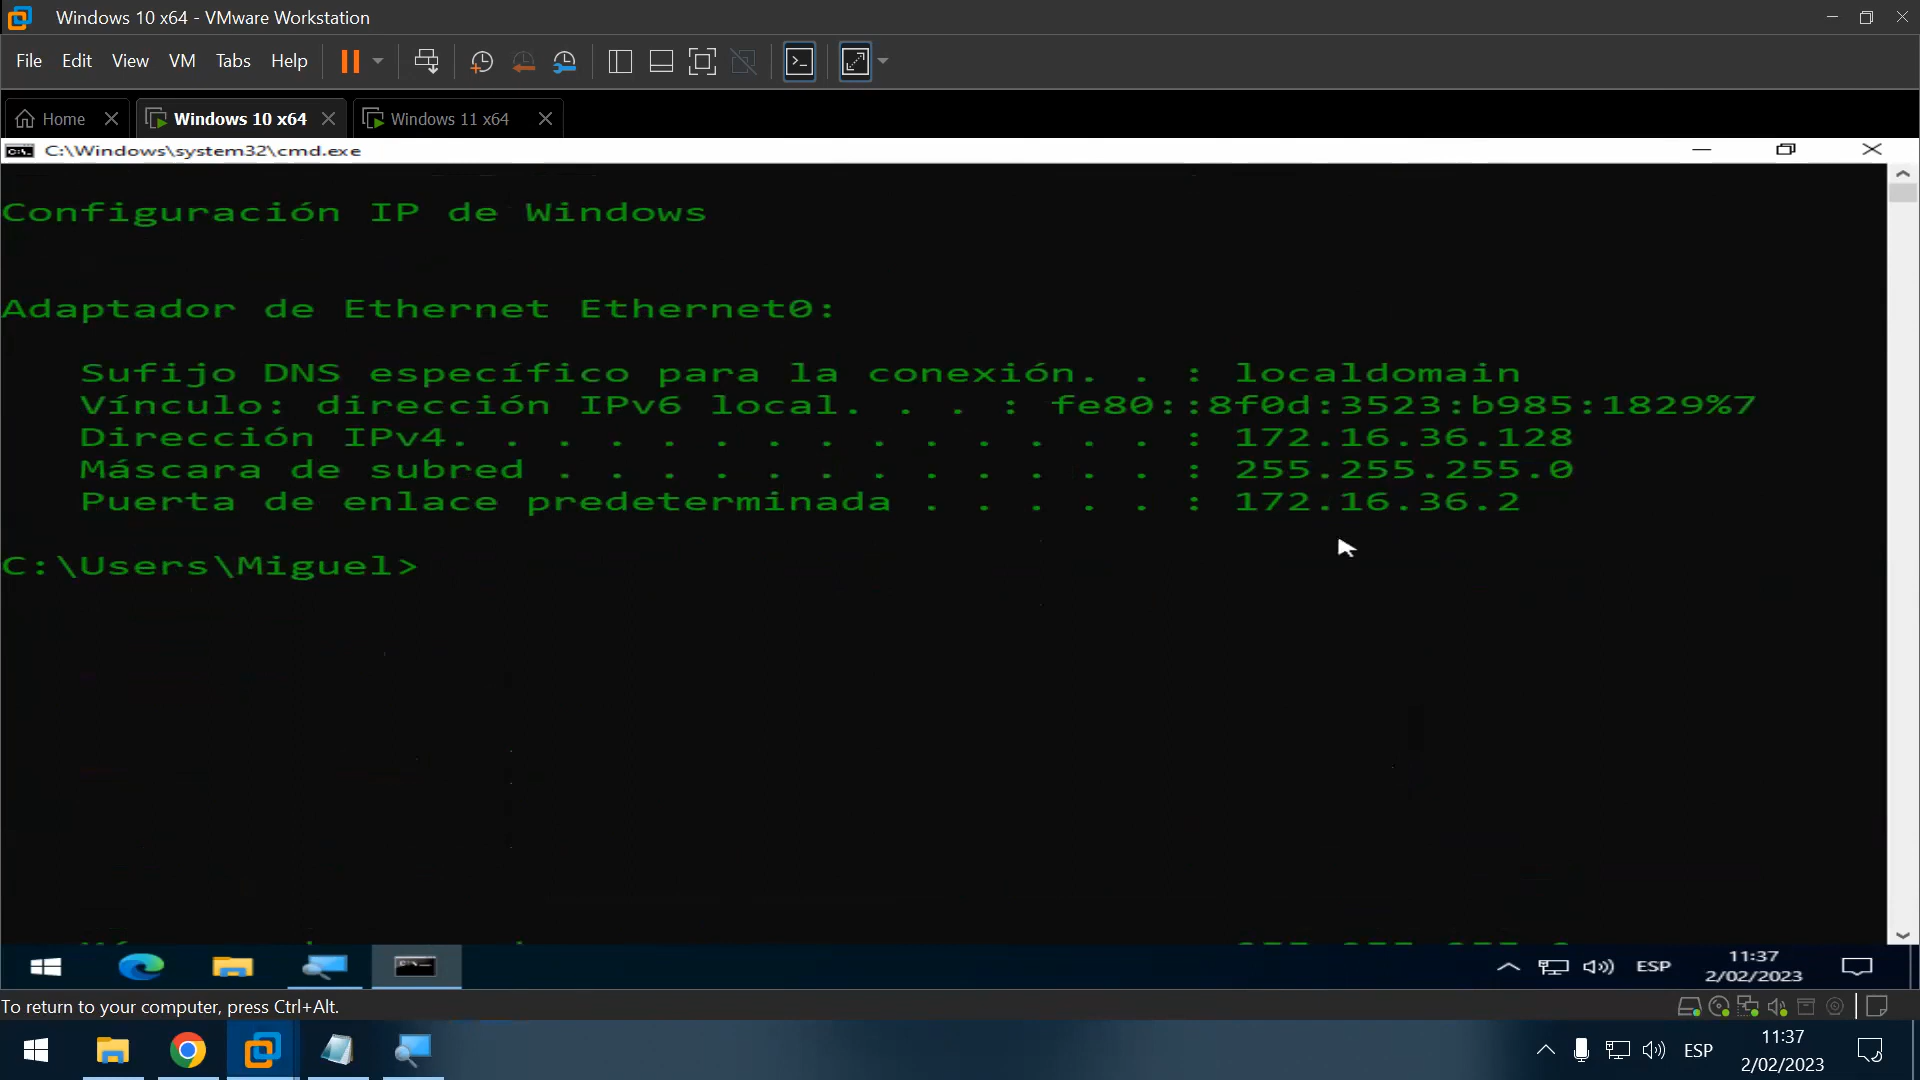 Windows 10 x64 - VMware Workstation
File Edit View VM Tabs Help
Home Windows 10 x64 Windows 11 x64
C:\Windows\system32\cmd.exe
Configuración IP de Windows
Adaptador de Ethernet Ethernet0:
Sufijo DNS específico para la conexión. . : localdomain
Vínculo: dirección IPv6 local. . . : fe80::8f0d:3523:b985:1829%7
Dirección IPv4. . . . . . . . . . . . . . : 172.16.36.128
Máscara de subred . . . . . . . . . . . . : 255.255.255.0
Puerta de enlace predeterminada . . . . . : 172.16.36.2
C:\Users\Miguel>
ESP
11:37
2/02/2023
To return to your computer, press Ctrl+Alt.
ESP
11:37
2/02/2023